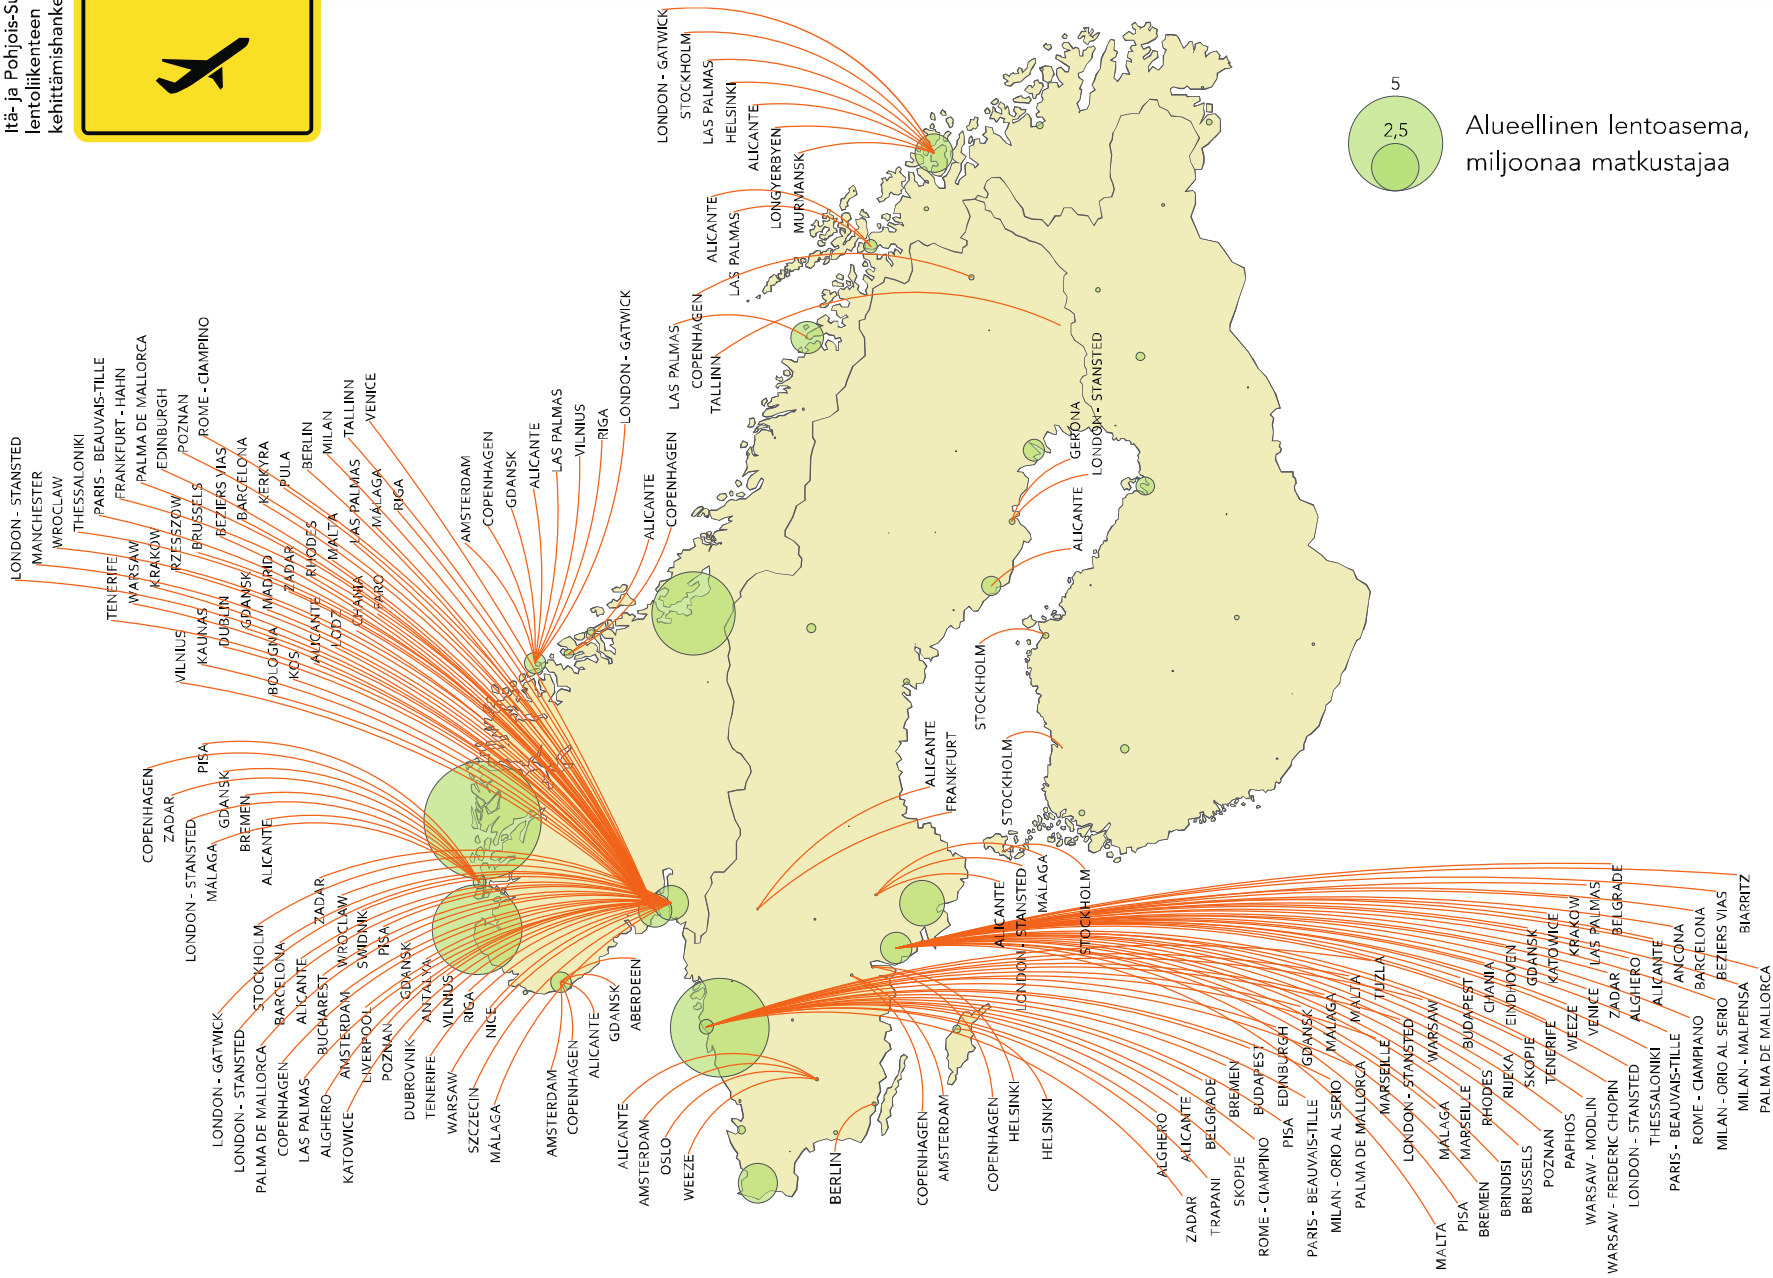 Itä- ja Pohjois-Su
lentoliikenteen
kehittämishanke
5
2,5
Alueellinen lentoasema,
miljoonaa matkustajaa
LONDON - GATWICK
STOCKHOLM
LAS PALMAS
HELSINKI
ALICANTE
LONGYERBYEN
MURMANSK
ALICANTE
LAS PALMAS
LAS PALMAS
COPENHAGEN
TALLINN
GERONA
LONDON - STANSTED
ALICANTE
STOCKHOLM
STOCKHOLM
ALICANTE
FRANKFURT
ALICANTE
LONDON - STANSTED
MÁLAGA
STOCKHOLM
AMSTERDAM
COPENHAGEN
GDANSK
ALICANTE
LAS PALMAS
VILNIUS
RIGA
LONDON - GATWICK
ALICANTE
COPENHAGEN
LONDON - STANSTED
MANCHESTER
WROCLAW
THESSALONIKI
PARIS - BEAUVAIS-TILLE
FRANKFURT - HAHN
PALMA DE MALLORCA
EDINBURGH
POZNAN
ROME - CIAMPINO
TENERIFE
WARSAW
KRAKOW
RZESSZOW
BRUSSELS
BEZIERS VIAS
BARCELONA
KERKYRA
PULA
BERLIN
MILAN
TALLINN
VENICE
VILNIUS
KAUNAS
DUBLIN
GDANSK
MADRID
ZADAR
RHODES
MALTA
LAS PALMAS
MÁLAGA
RIGA
BOLOGNA
KOS
ALICANTE
LODZ
CHANIA
FARO
COPENHAGEN
ZADAR
LONDON - STANSTED
PISA
MÁLAGA
GDANSK
BREMEN
ALICANTE
LONDON - GATWICK
LONDON - STANSTED
STOCKHOLM
PALMA DE MALLORCA
BARCELONA
COPENHAGEN
ALICANTE
LAS PALMAS
ZADAR
BUCHAREST
ALGHERO
WROCLAW
AMSTERDAM
KATOWICE
SWIDNIK
LIVERPOOL
PISA
POZNAN
GDANSK
DUBROVNIK
ANTALYA
TENERIFE
VILNIUS
WARSAW
RIGA
SZCZECIN
NICE
MÁLAGA
AMSTERDAM
COPENHAGEN
ALICANTE
GDANSK
ABERDEEN
ALICANTE
AMSTERDAM
OSLO
WEEZE
BERLIN
COPENHAGEN
AMSTERDAM
COPENHAGEN
HELSINKI
HELSINKI
ALGHERO
ALICANTE
ZADAR
BELGRADE
TRAPANI
BREMEN
SKOPJE
BUDAPEST
ROME - CIAMPINO
EDINBURGH
PISA
GDANSK
PARIS - BEAUVAIS-TILLE
MÁLAGA
MILAN - ORIO AL SERIO
MALTA
PALMA DE MALLORCA
TUZLA
MARSEILLE
LONDON - STANSTED
WARSAW
MÁLAGA
MALTA
BUDAPEST
MARSEILLE
PISA
CHANIA
RHODES
BREMEN
EINDHOVEN
RIJEKA
BRINDISI
GDANSK
SKOPJE
BRUSSELS
KATOWICE
TENERIFE
POZNAN
KRAKOW
WEEZE
PAPHOS
LAS PALMAS
VENICE
WARSAW - MODLIN
BELGRADE
ZADAR
WARSAW - FREDERIC CHOPIN
ALGHERO
LONDON - STANSTED
ALICANTE
THESSALONIKI
ANCONA
PARIS - BEAUVAIS-TILLE
BARCELONA
ROME - CIAMPIANO
BEZIERS VIAS
MILAN - ORIO AL SERIO
BIARRITZ
MILAN - MALPENSA
PALMA DE MALLORCA